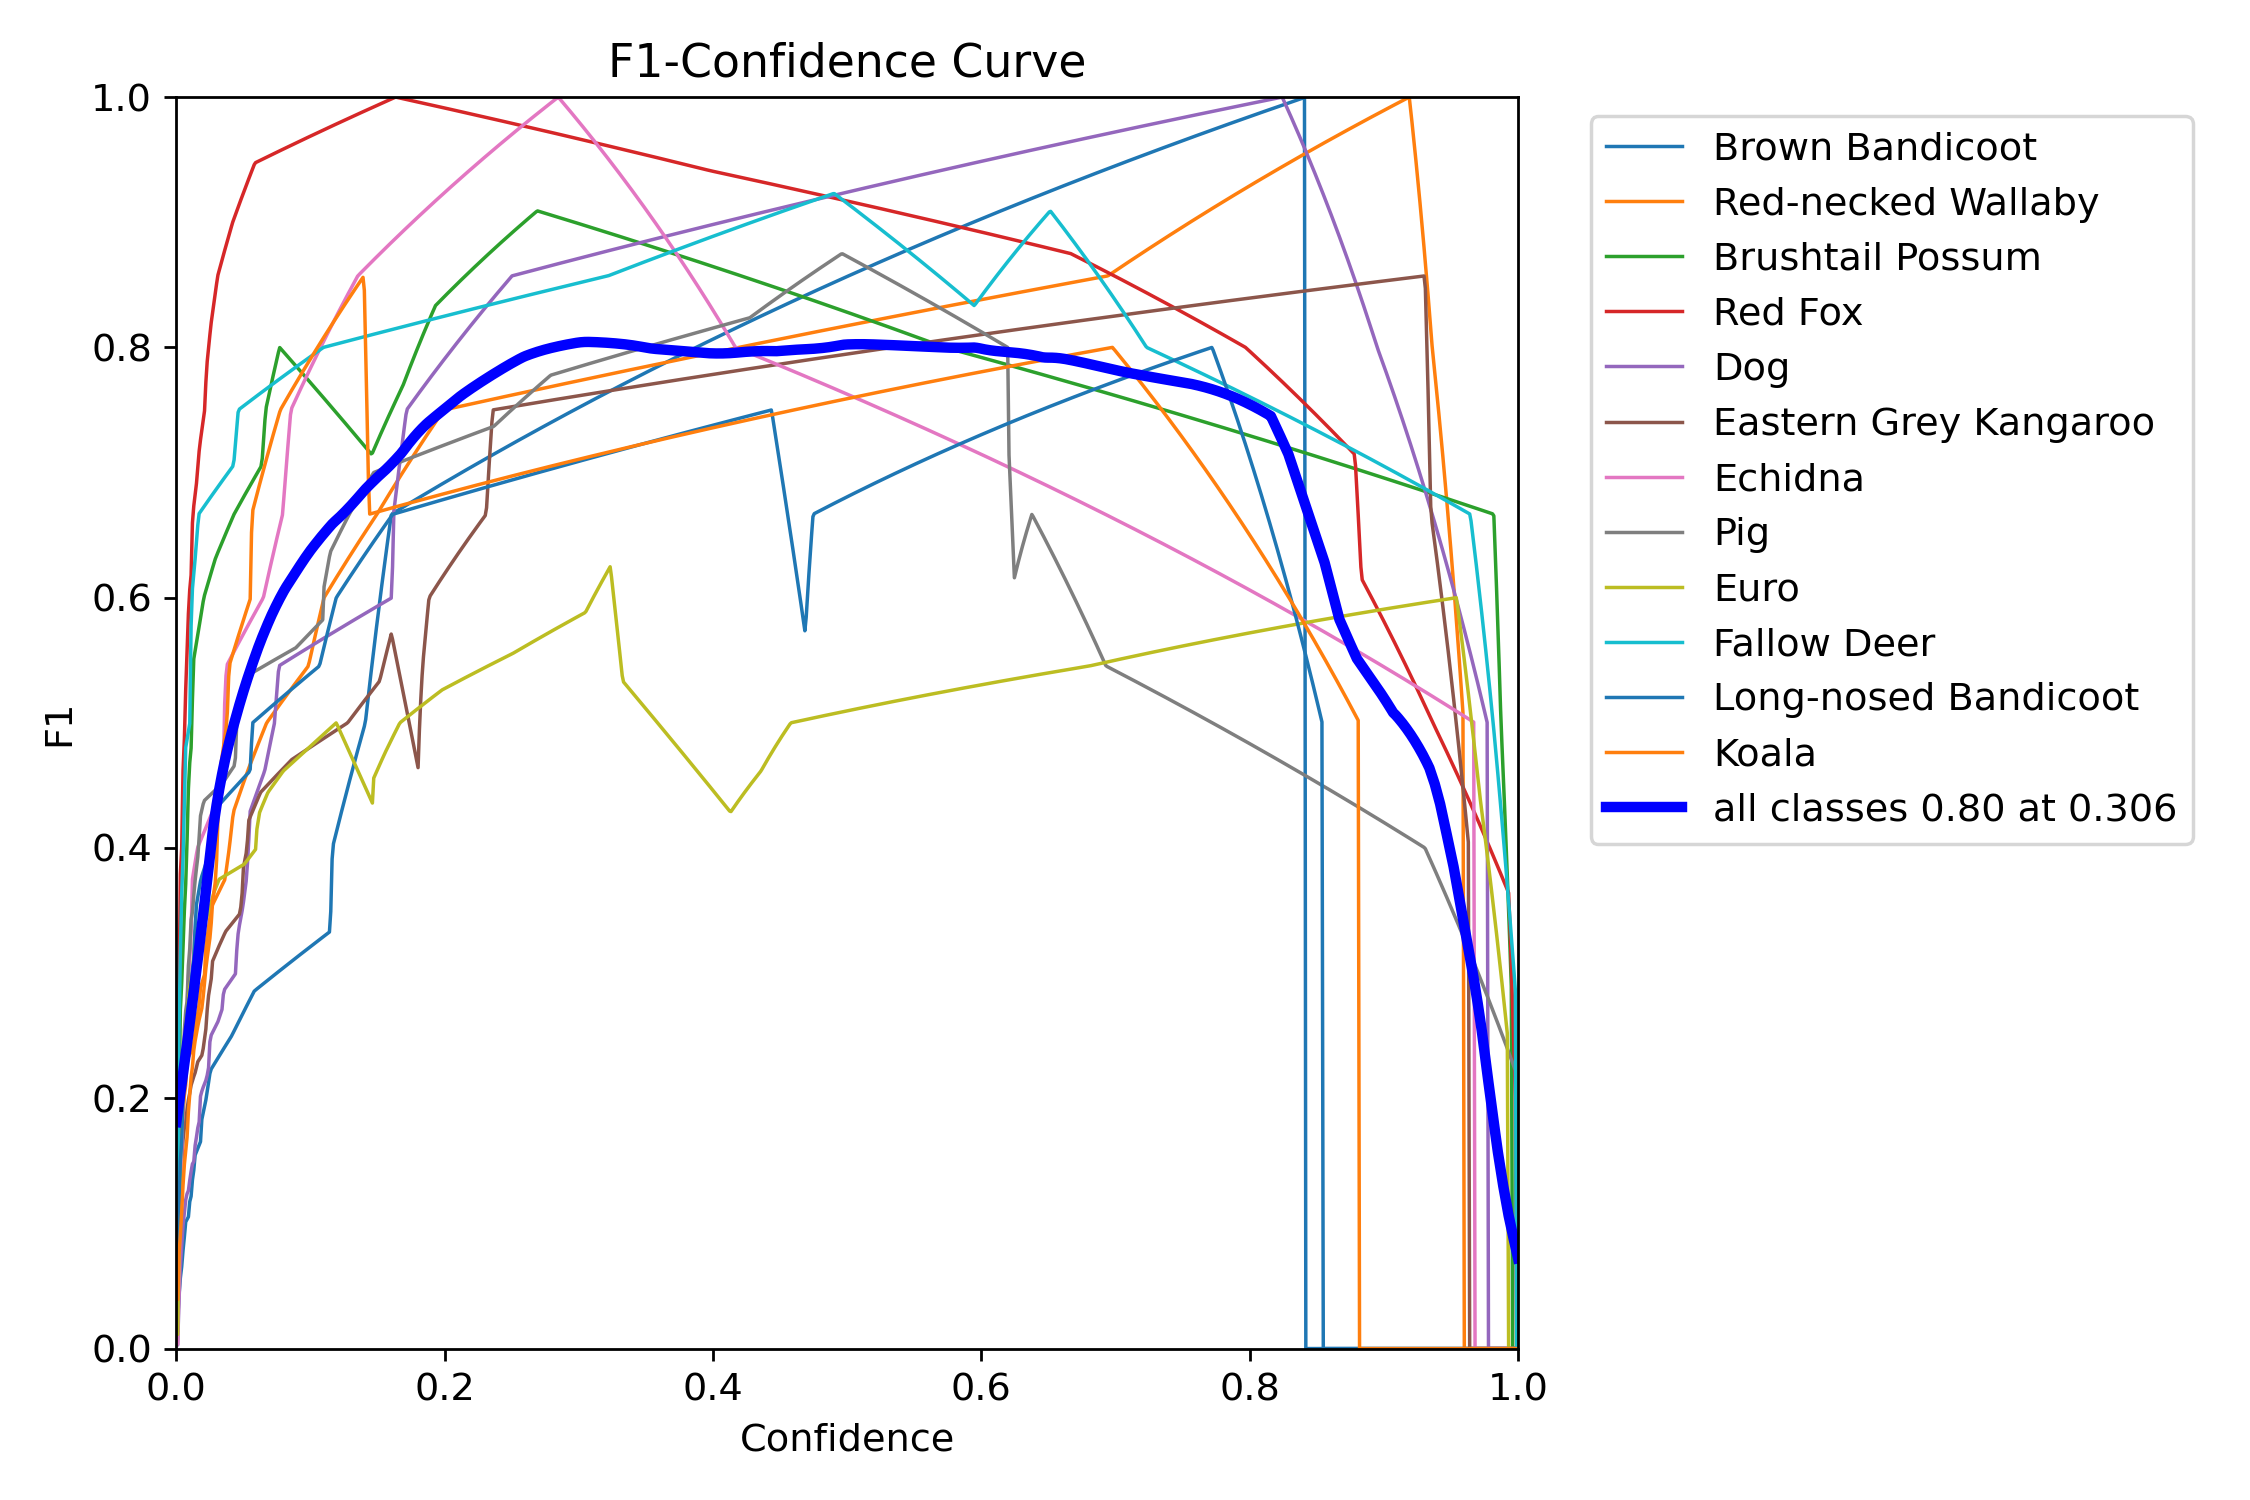 F1-Confidence Curve
1.0
0.8
0.6
0.4
0.2
0.0
F1
0.0 0.2 0.4 0.6 0.8 1.0
Confidence
Brown Bandicoot
Red-necked Wallaby
Brushtail Possum
Red Fox
Dog
Eastern Grey Kangaroo
Echidna
Pig
Euro
Fallow Deer
Long-nosed Bandicoot
Koala
all classes 0.80 at 0.306